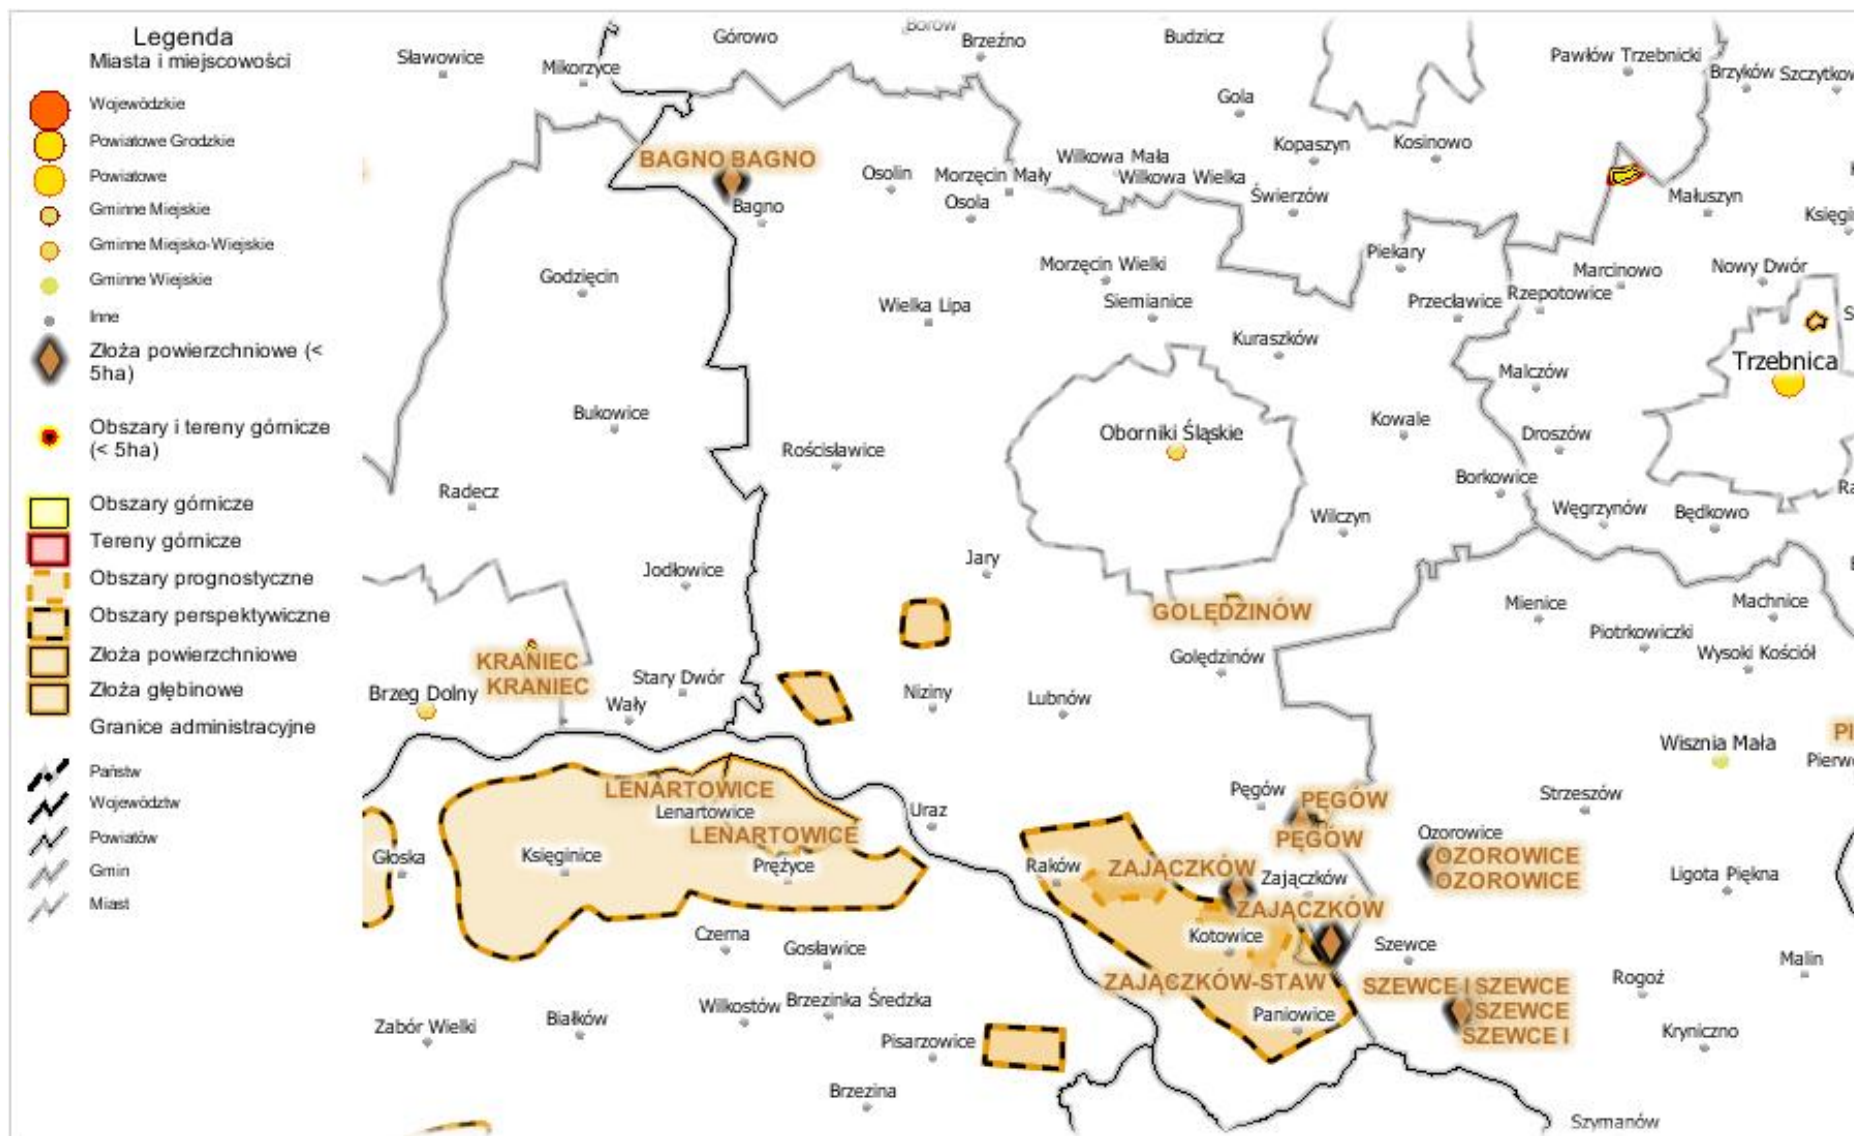 Legenda
Miasta i miejscowości
Wojewódzkie
Powiatowe Grodzkie
Powiatowe
Gminne Miejskie
Gminne Miejsko-Wiejskie
Gminne Wiejskie
Inne
Złoża powierzchniowe (<
5ha)
Obszary i tereny górnicze
(< 5ha)
Obszary górnicze
Tereny górnicze
Obszary prognostyczne
Obszary perspektywiczne
Złoża powierzchniowe
Złoża głębinowe
Granice administracyjne
Państw
Województw
Powiatów
Gmin
Miast
Borów
Sławowice
Mikorzyce
Górowo
Brzeźno
Budzicz
Pawłów Trzebnicki
Brzyków
Gola
Kopaszyn
Kosinowo
BAGNO BAGNO
Bagno
Osolin
Morzęcin Mały
Wilkowa Mała
Wilkowa Wielka
Osola
Świerzów
Małuszyn
Godzięcin
Morzęcin Wielki
Piekary
Marcinowo
Nowy Dwór
Wielka Lipa
Siemianice
Przecławice
Rzepotowice
Kuraszków
Trzebnica
Malczów
Bukowice
Oborniki Śląskie
Kowale
Droszów
Rościsławice
Radecz
Borkowice
Wilczyn
Węgrzynów
Będkowo
Jary
Jodłowice
GOLĘDZINÓW
Mienice
Machnice
Piotrkowiczki
Golędzinów
Wysoki Kościół
KRANIEC
KRANIEC
Brzeg Dolny
Stary Dwór
Wały
Niziny
Lubnów
Wisznia Mała
LENARTOWICE
Lenartowice
LENARTOWICE
Uraz
Pęgów
PĘGÓW
PĘGÓW
Strzeszów
Ozorowice
OZOROWICE
OZOROWICE
Głoska
Księginice
Prężyce
Raków
ZAJĄCZKÓW
Zajączków
ZAJĄCZKÓW
Ligota Piękna
Czerna
Gosławice
Kotowice
Szewce
Malin
ZAJĄCZKÓW-STAW
SZEWCE I SZEWCE
SZEWCE
SZEWCE I
Rogoż
Zabór Wielki
Białków
Wilkostów
Brzezinka Średzka
Paniowice
Kryniczno
Pisarzowice
Brzezina
Szymanów